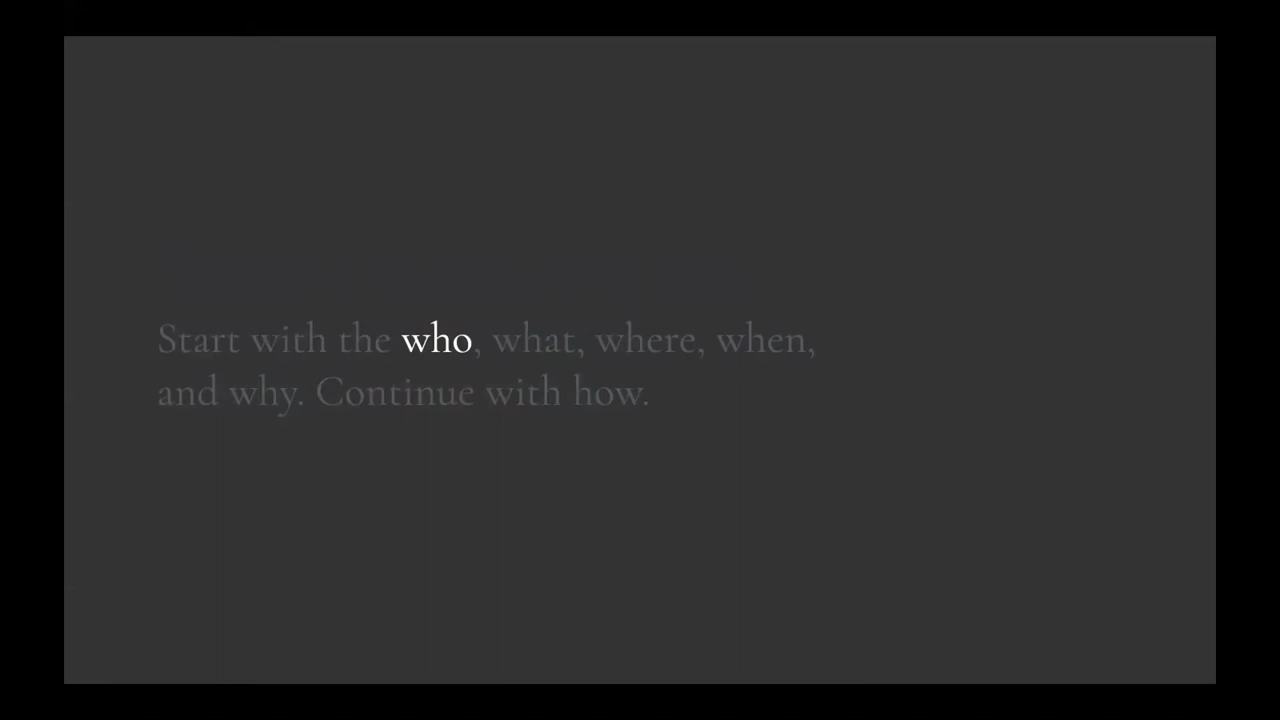 Start with the who, what, where, when,
and why. Continue with how.